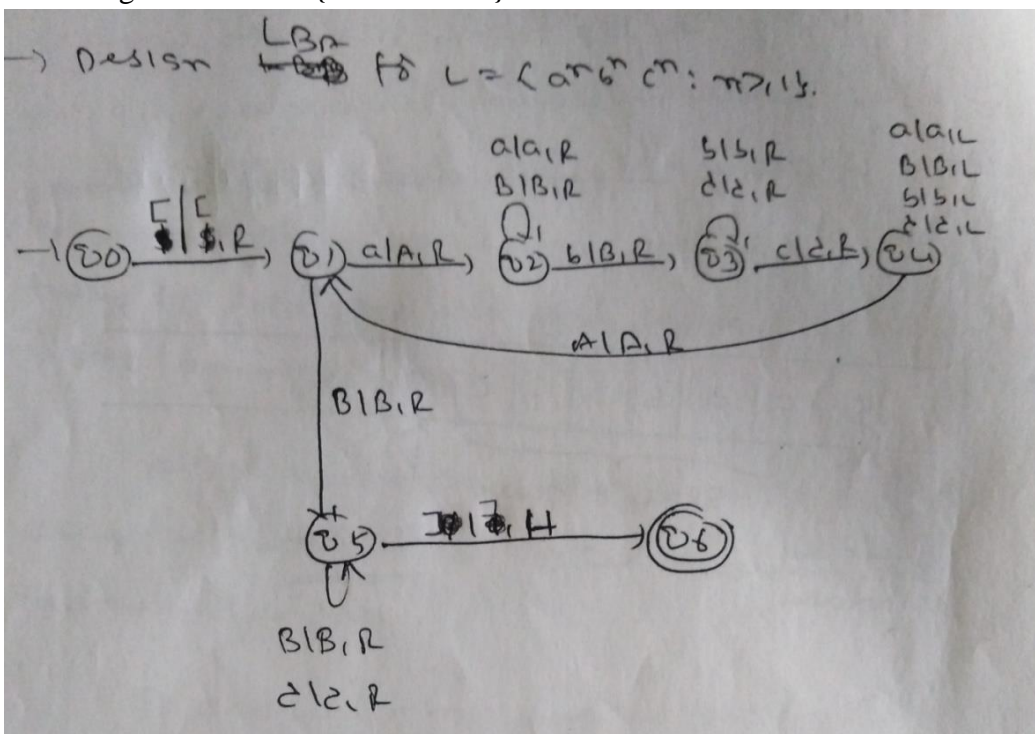 → Design LBA for L = {aⁿbⁿcⁿ: n≥1}.
a/a,R
B/B,R
b/b,R
č/č,R
a/a,L
B/B,L
b/b,L
č/č,L
[/[,R
q0
q1
a/A,R
q2
b/B,R
q3
c/č,R
q4
A/A,R
B/B,R
q5
]/],H
q6
B/B,R
č/č,R